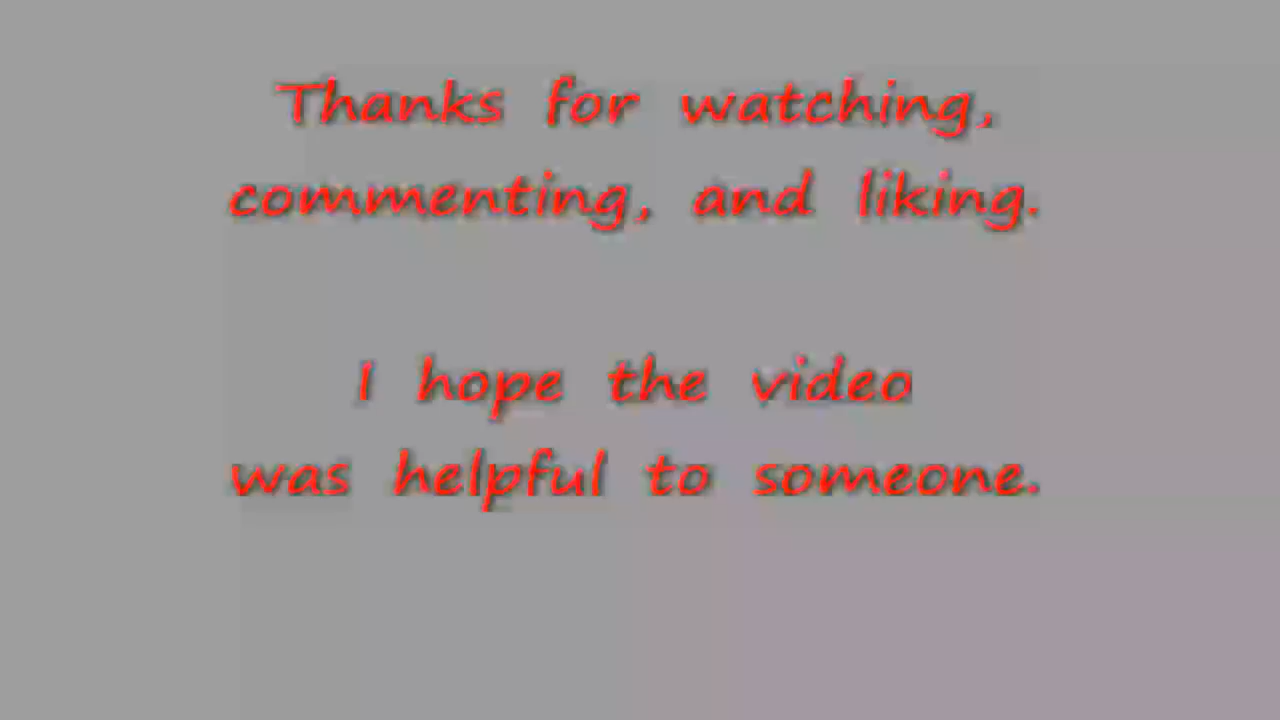 Thanks for watching,
commenting, and liking.
I hope the video
was helpful to someone.